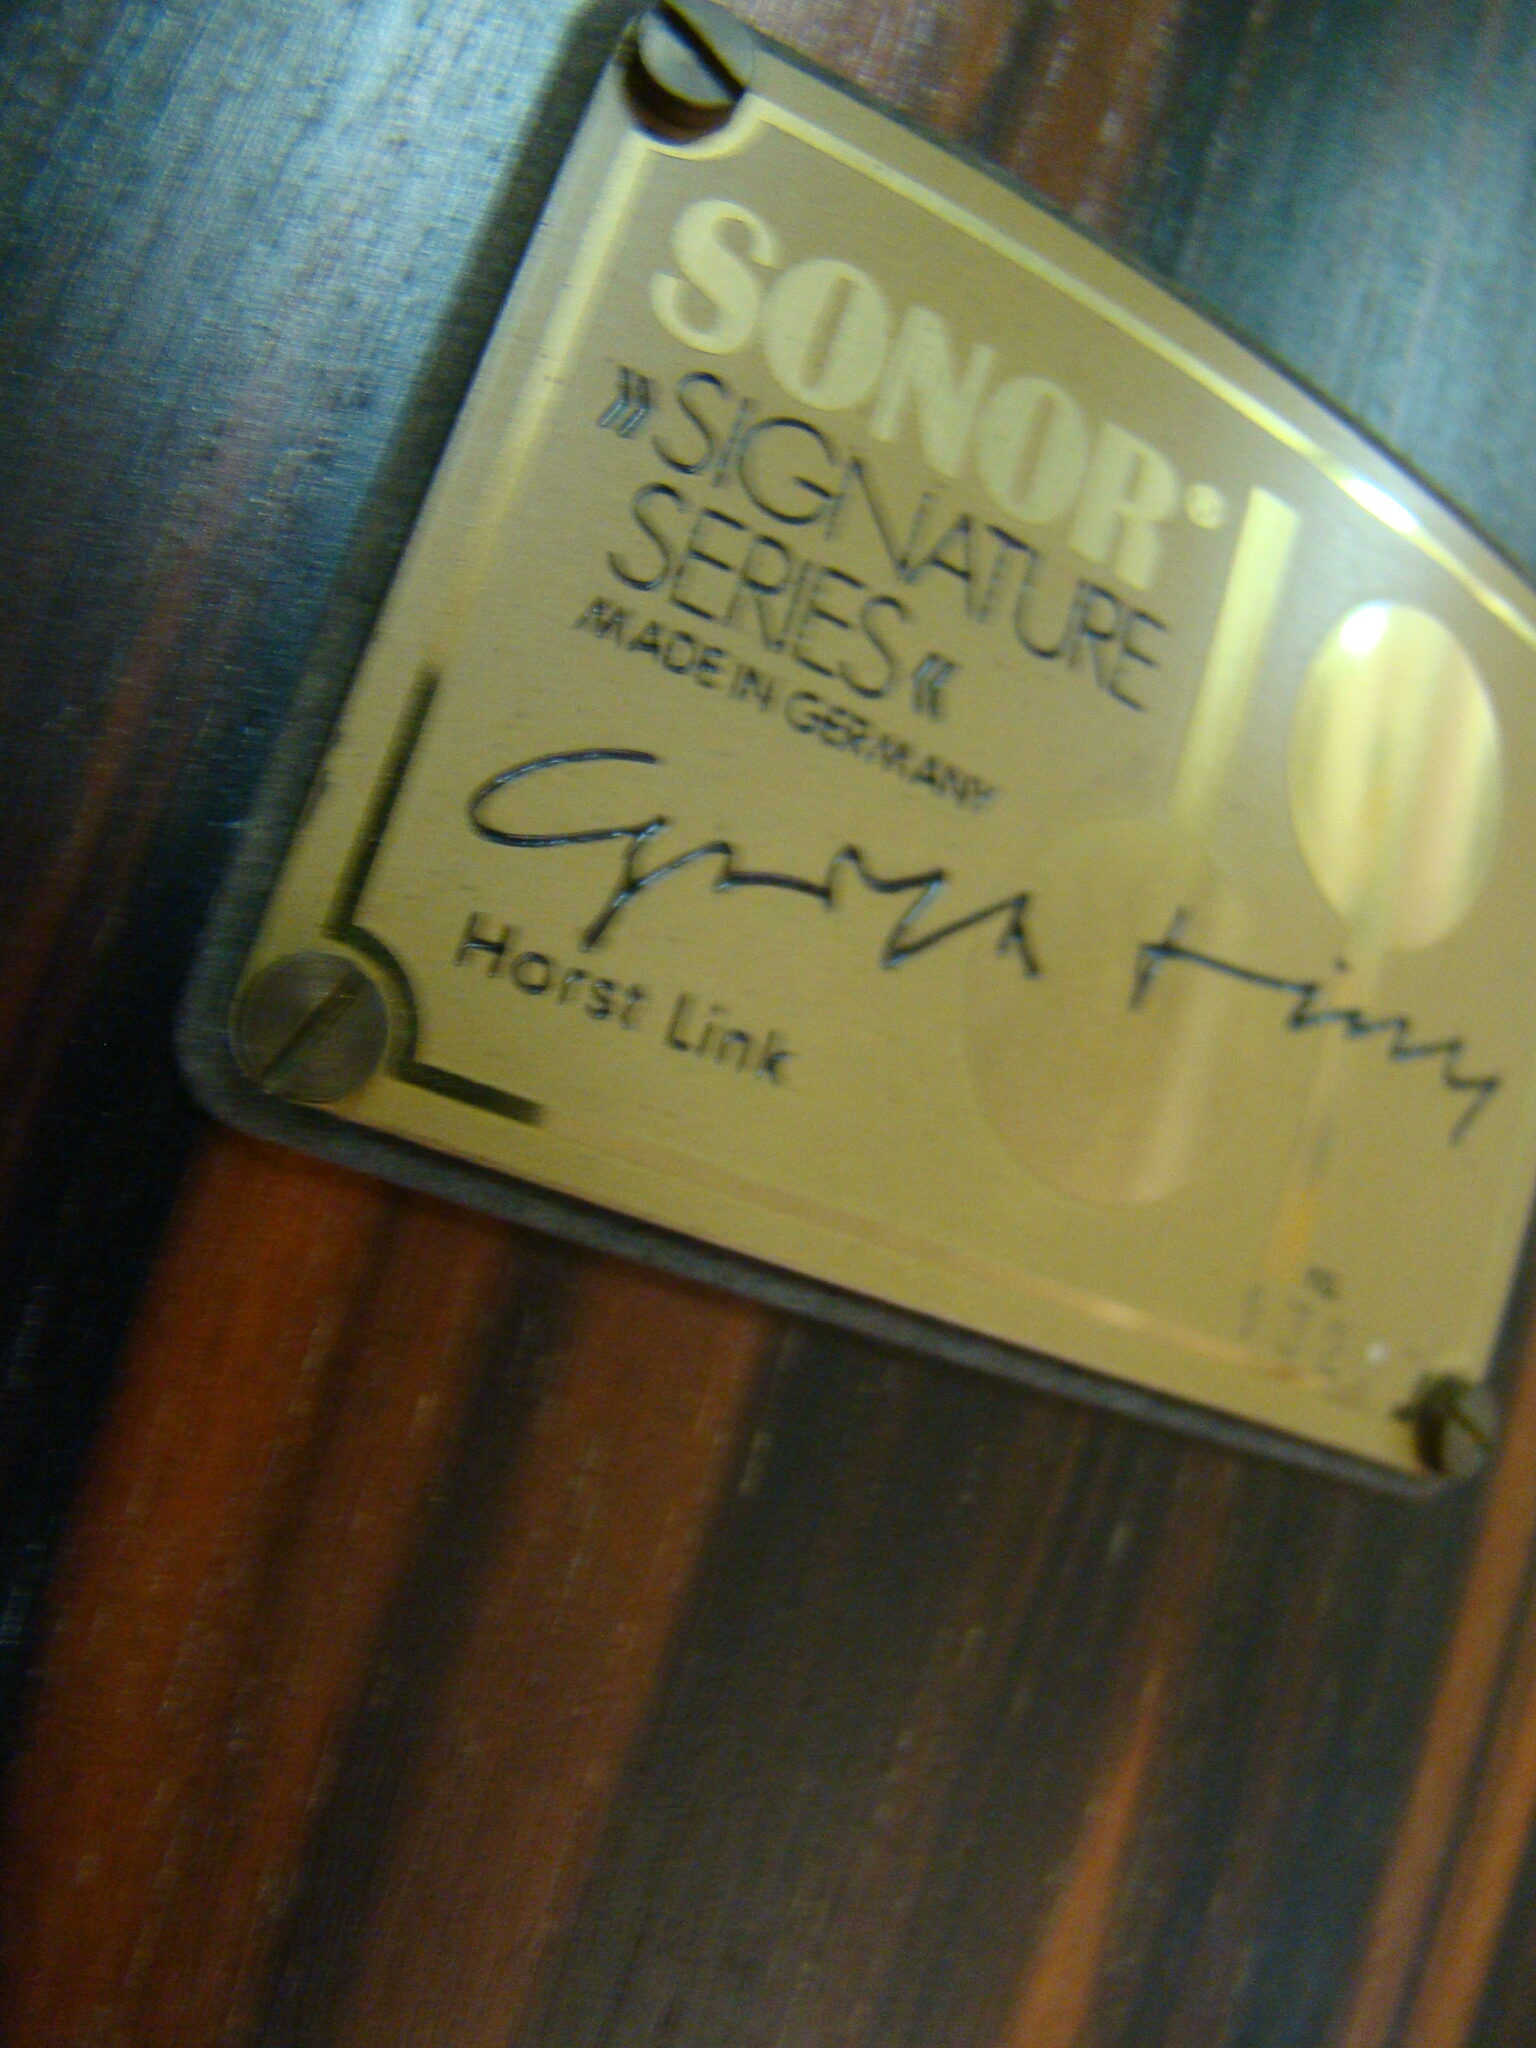 SONOR®
»SIGNATURE
SERIES«
MADE IN GERMANY
Horst Link